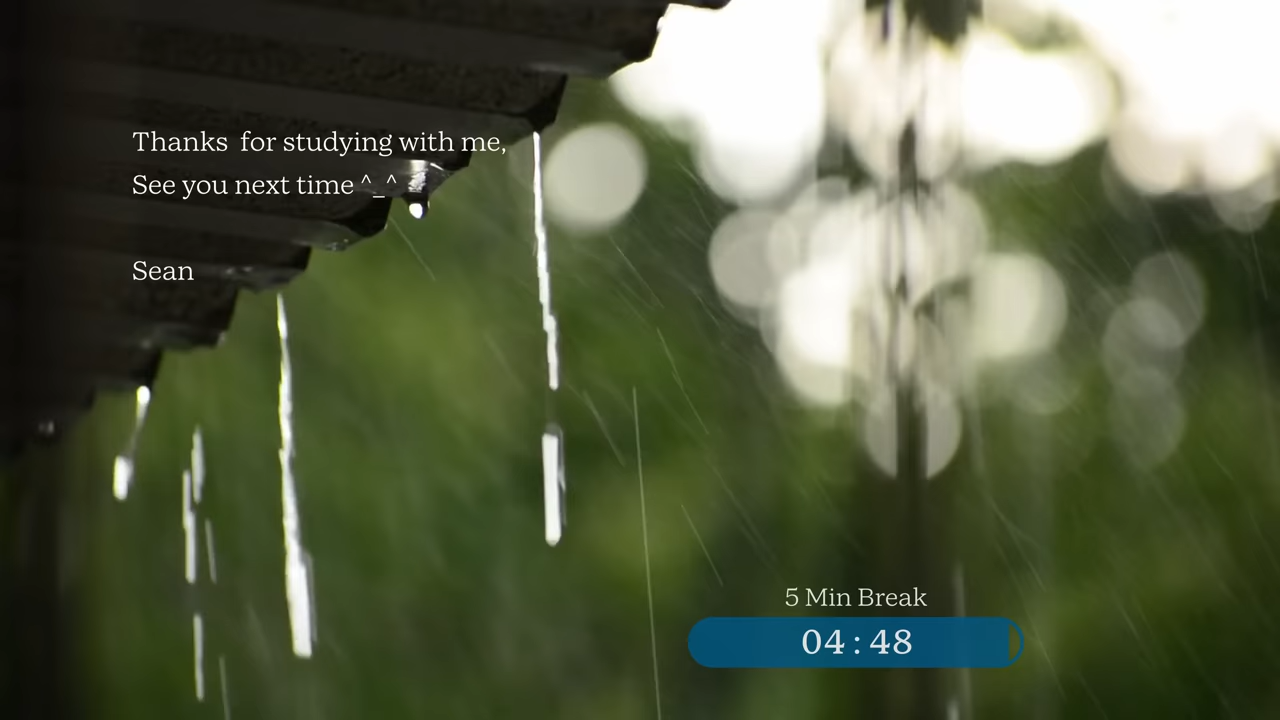 Thanks  for studying with me,
See you next time ^_^
Sean
5 Min Break
04 : 48